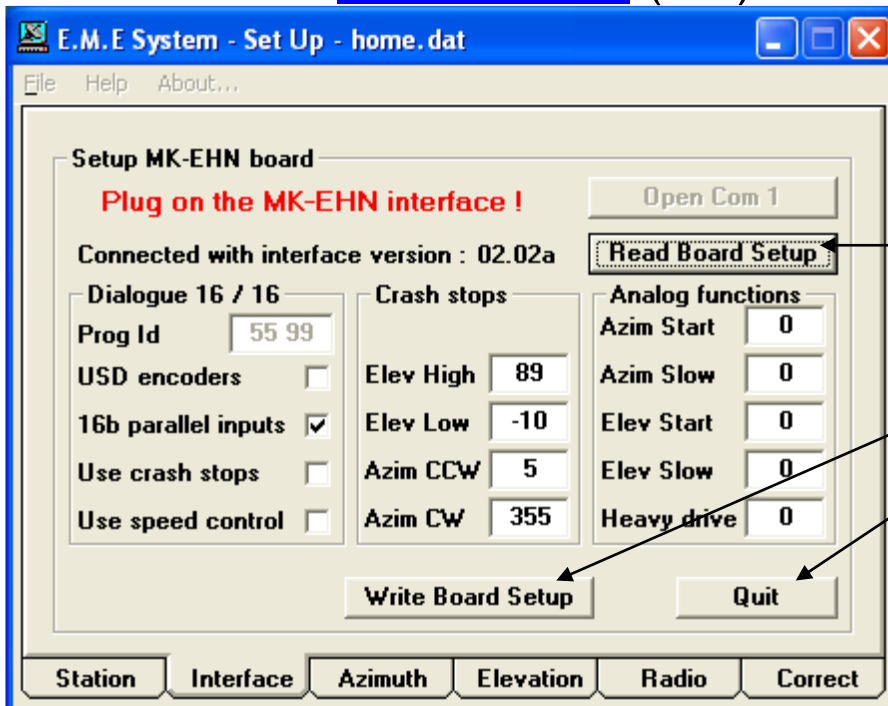 E.M.E System - Set Up - home.dat
File Help About...
Setup MK-EHN board
Plug on the MK-EHN interface !
Open Com 1
Connected with interface version : 02.02a
Read Board Setup
Dialogue 16 / 16
Prog Id 55 99
USD encoders
16b parallel inputs
Use crash stops
Use speed control
Crash stops
Elev High 89
Elev Low -10
Azim CCW 5
Azim CW 355
Analog functions
Azim Start 0
Azim Slow 0
Elev Start 0
Elev Slow 0
Heavy drive 0
Write Board Setup
Quit
Station Interface Azimuth Elevation Radio Correct